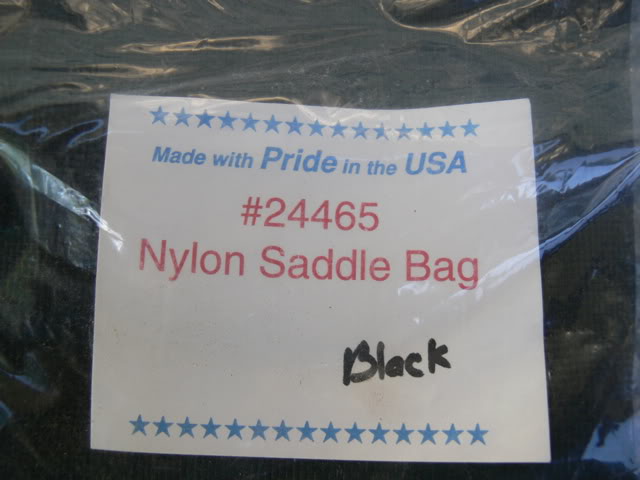 Made with Pride in the USA
#24465
Nylon Saddle Bag
Black